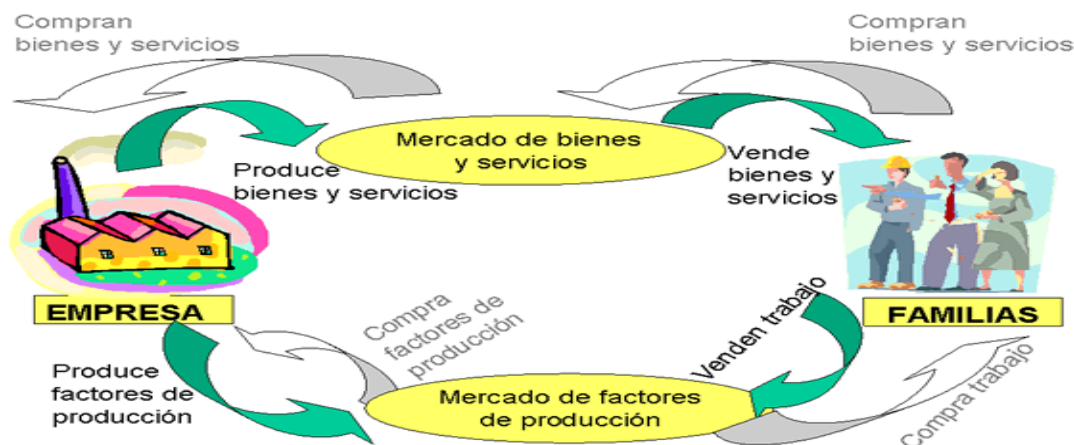 Compran
bienes y servicios
Compran
bienes y servicios
Mercado de bienes
y servicios
Produce
bienes y servicios
Vende
bienes y
servicios
EMPRESA
FAMILIAS
Compra
factores de
producción
Venden trabajo
Produce
factores de
producción
Mercado de factores
de producción
Compra trabajo